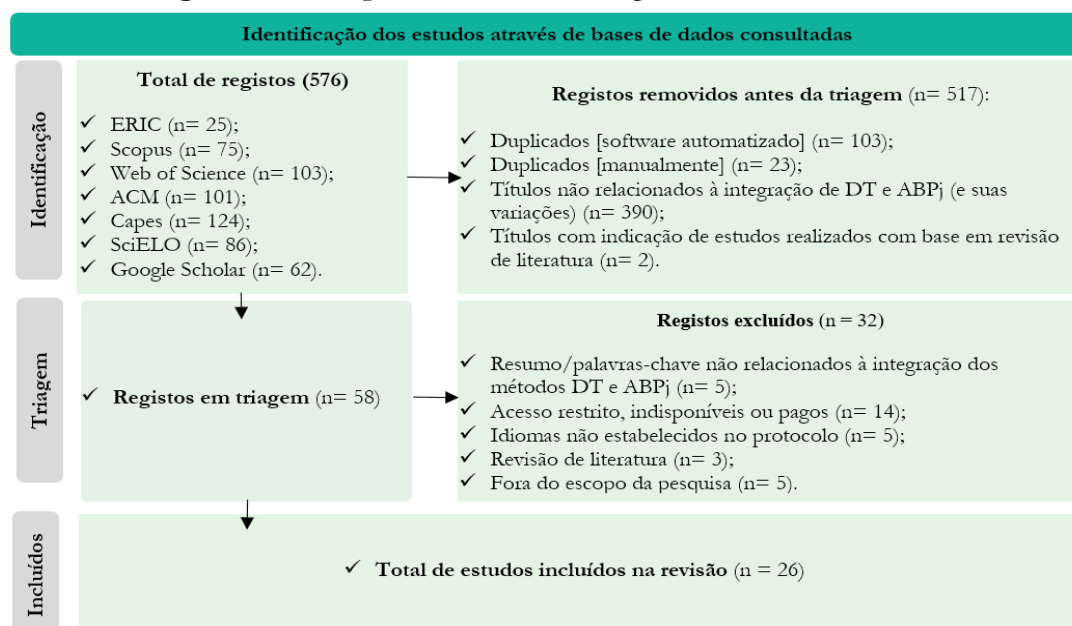 Identificação dos estudos através de bases de dados consultadas
Identificação
Total de registos (576)
✓ ERIC (n= 25);
✓ Scopus (n= 75);
✓ Web of Science (n= 103);
✓ ACM (n= 101);
✓ Capes (n= 124);
✓ SciELO (n= 86);
✓ Google Scholar (n= 62).
Registos removidos antes da triagem (n= 517):
✓ Duplicados [software automatizado] (n= 103);
✓ Duplicados [manualmente] (n= 23);
✓ Títulos não relacionados à integração de DT e ABPj (e suas
variações) (n= 390);
✓ Títulos com indicação de estudos realizados com base em revisão
de literatura (n= 2).
Triagem
✓ Registos em triagem (n= 58)
Registos excluídos (n = 32)
✓ Resumo/palavras-chave não relacionados à integração dos
métodos DT e ABPj (n= 5);
✓ Acesso restrito, indisponíveis ou pagos (n= 14);
✓ Idiomas não estabelecidos no protocolo (n= 5);
✓ Revisão de literatura (n= 3);
✓ Fora do escopo da pesquisa (n= 5).
Incluídos
✓ Total de estudos incluídos na revisão (n = 26)